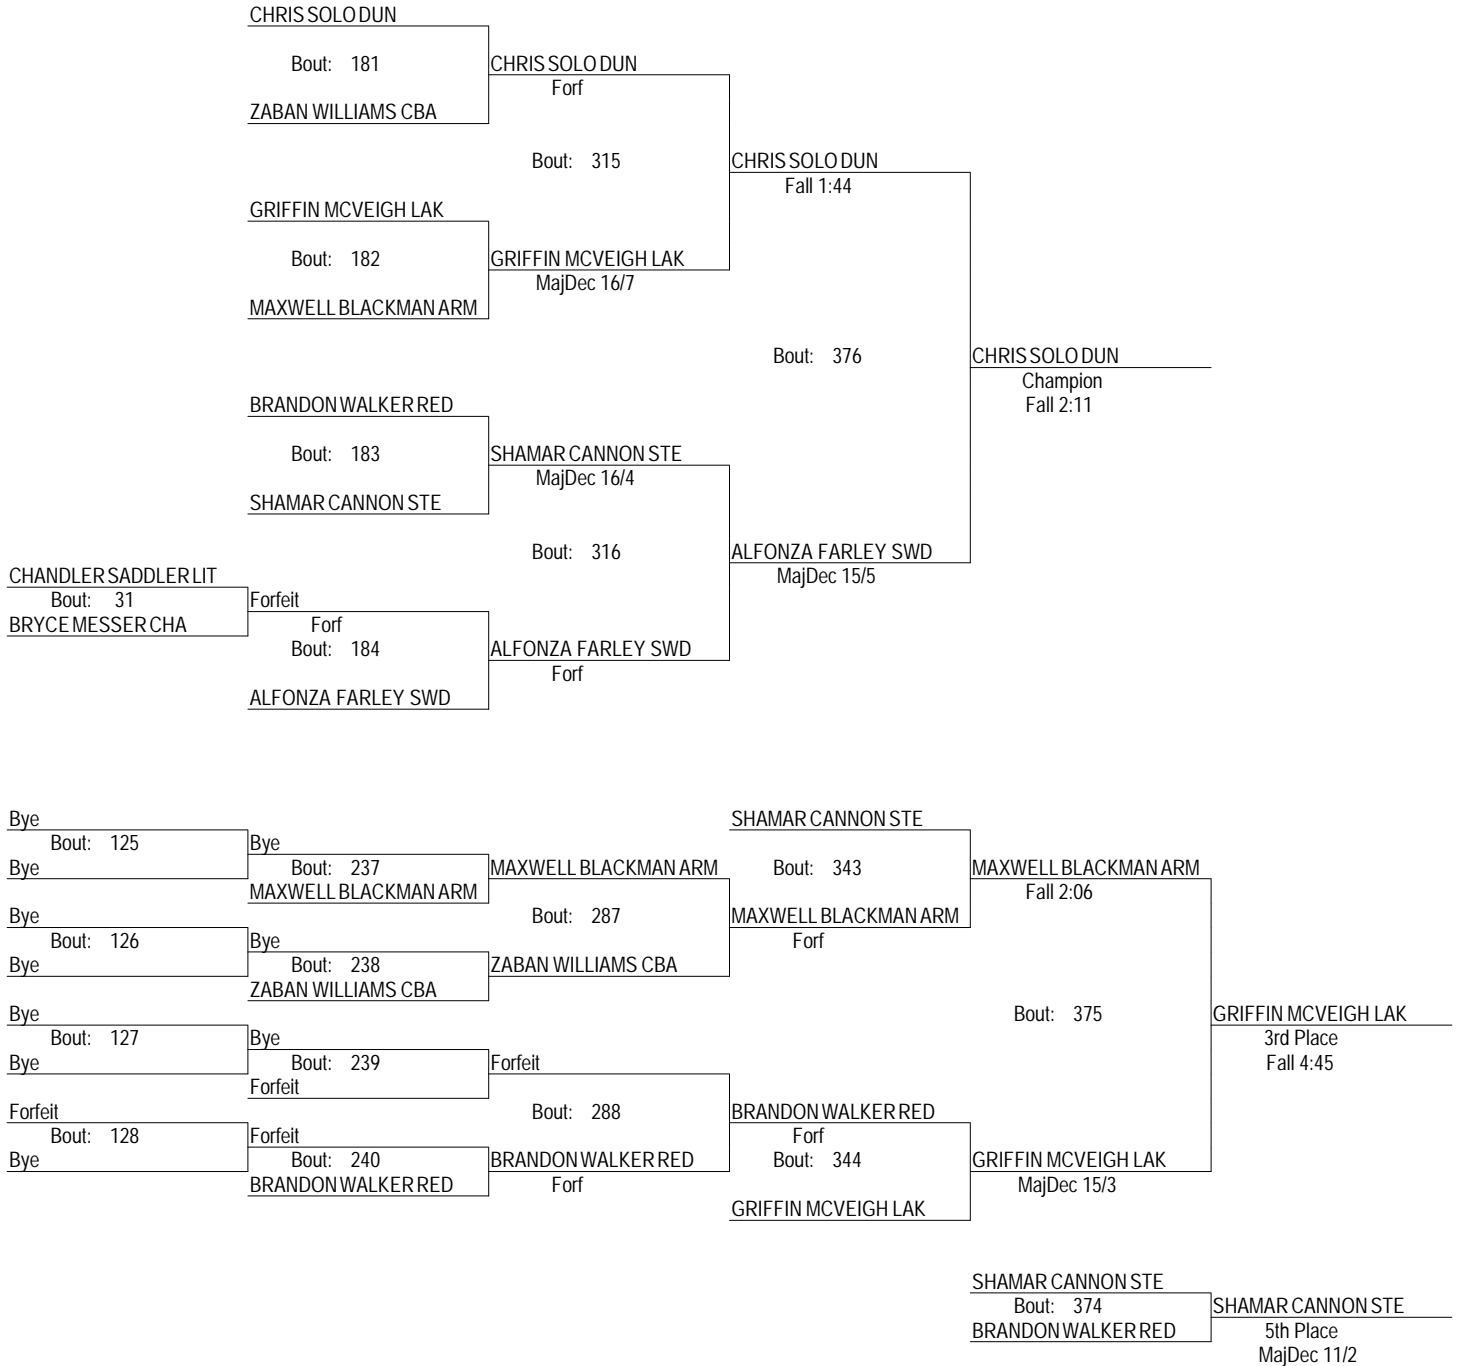 CHRIS SOLO DUN
Bout: 181
CHRIS SOLO DUN
Forf
ZABAN WILLIAMS CBA
Bout: 315
CHRIS SOLO DUN
Fall 1:44
GRIFFIN MCVEIGH LAK
Bout: 182
GRIFFIN MCVEIGH LAK
MajDec 16/7
MAXWELL BLACKMAN ARM
Bout: 376
CHRIS SOLO DUN
Champion
Fall 2:11
BRANDON WALKER RED
Bout: 183
SHAMAR CANNON STE
MajDec 16/4
SHAMAR CANNON STE
Bout: 316
ALFONZA FARLEY SWD
MajDec 15/5
CHANDLER SADDLER LIT
Bout: 31
Forfeit
BRYCE MESSER CHA
Forf
Bout: 184
ALFONZA FARLEY SWD
Forf
ALFONZA FARLEY SWD
Bye
SHAMAR CANNON STE
Bout: 125
Bye
Bye
Bout: 237
MAXWELL BLACKMAN ARM
Bout: 343
MAXWELL BLACKMAN ARM
MAXWELL BLACKMAN ARM
Fall 2:06
Bye
Bout: 287
MAXWELL BLACKMAN ARM
Bout: 126
Bye
Forf
Bye
Bout: 238
ZABAN WILLIAMS CBA
ZABAN WILLIAMS CBA
Bye
Bout: 375
GRIFFIN MCVEIGH LAK
Bout: 127
Bye
3rd Place
Bye
Bout: 239
Forfeit
Fall 4:45
Forfeit
Forfeit
Bout: 288
BRANDON WALKER RED
Bout: 128
Forfeit
Forf
Bye
Bout: 240
BRANDON WALKER RED
Bout: 344
GRIFFIN MCVEIGH LAK
BRANDON WALKER RED
Forf
MajDec 15/3
GRIFFIN MCVEIGH LAK
SHAMAR CANNON STE
Bout: 374
SHAMAR CANNON STE
BRANDON WALKER RED
5th Place
MajDec 11/2